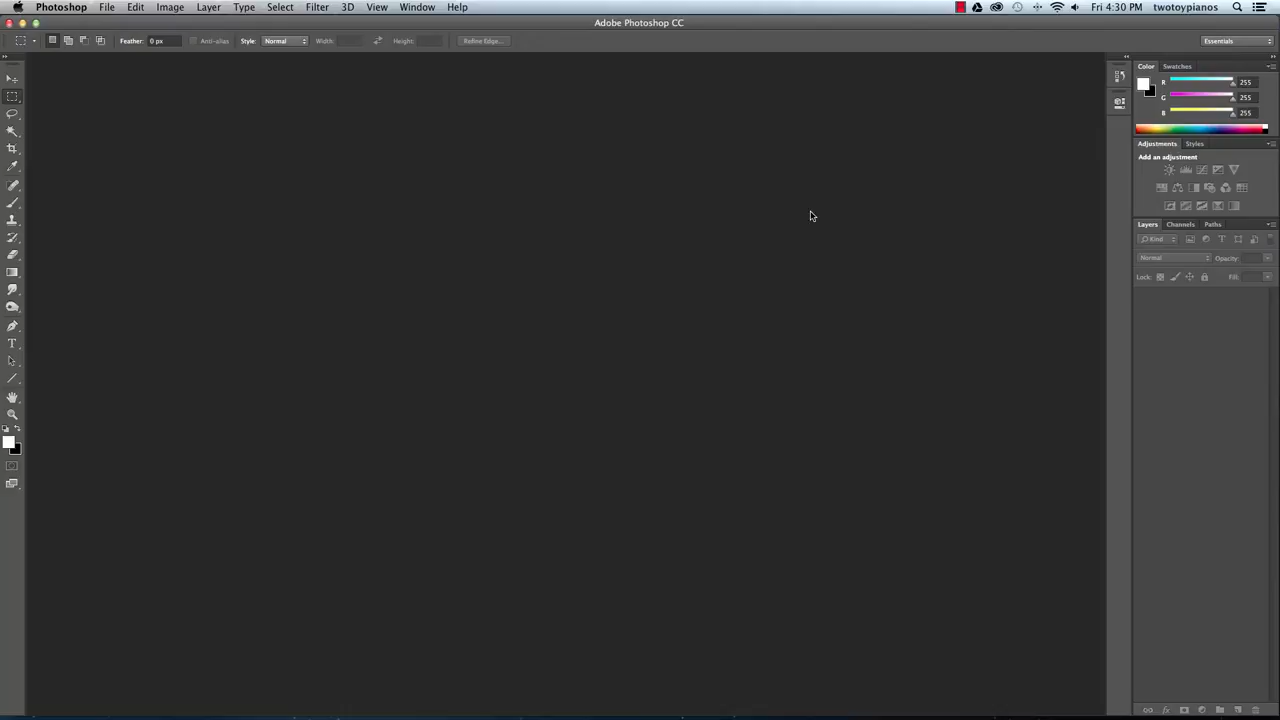 Photoshop File Edit Image Layer Type Select Filter 3D View Window Help Fri 4:30 PM twotoypianos
Adobe Photoshop CC
Feather: 0 px Anti-alias Style: Normal Width: Height: Refine Edge... Essentials
Color Swatches
R 255
G 255
B 255
Adjustments Styles
Add an adjustment
Layers Channels Paths
Kind
Normal Opacity:
Lock: Fill: